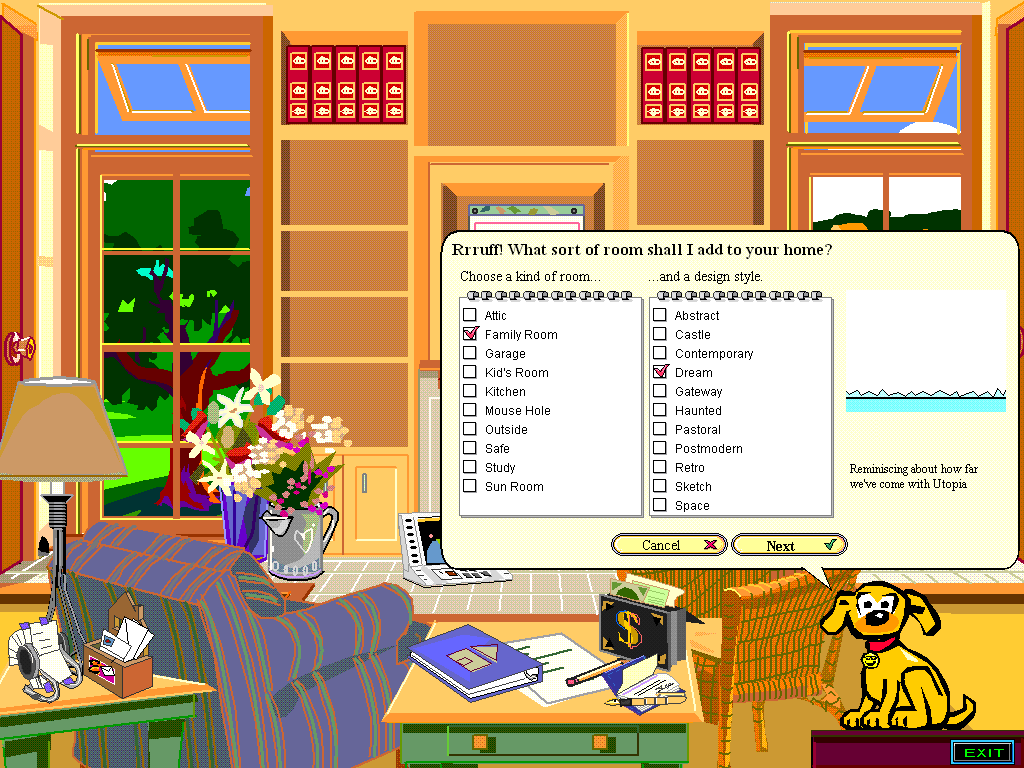 Rrruff! What sort of room shall I add to your home?
Choose a kind of room...
...and a design style.
Attic
Family Room
Garage
Kid's Room
Kitchen
Mouse Hole
Outside
Safe
Study
Sun Room
Abstract
Castle
Contemporary
Dream
Gateway
Haunted
Pastoral
Postmodern
Retro
Sketch
Space
Reminiscing about how far
we've come with Utopia
Cancel
Next
$
EXIT